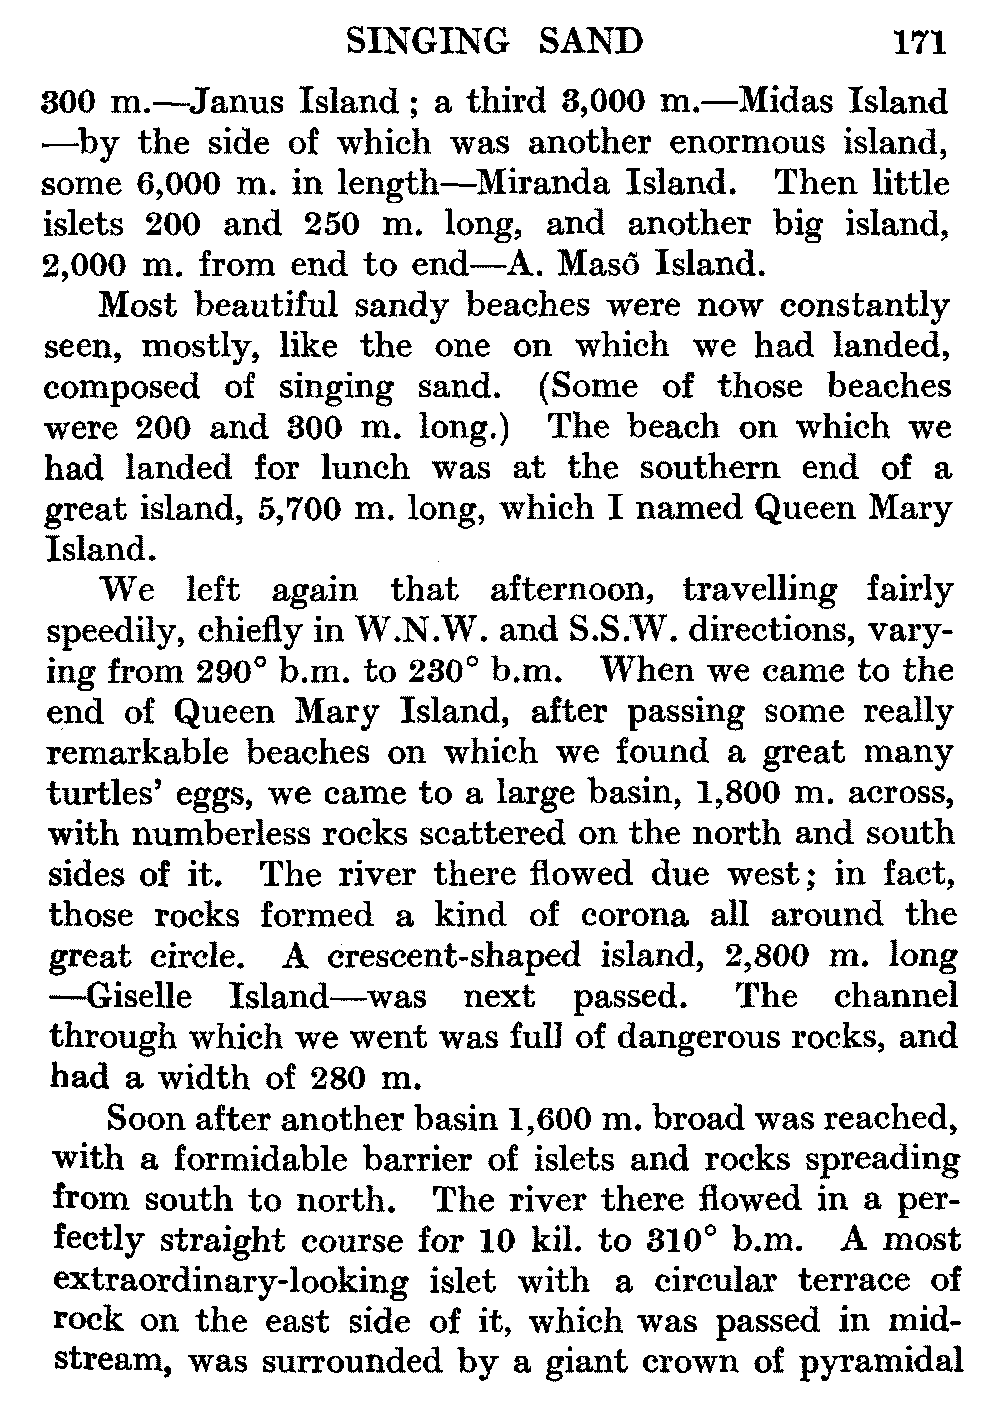 SINGING SAND 171
300 m.—Janus Island; a third 3,000 m.—Midas Island
—by the side of which was another enormous island,
some 6,000 m. in length—Miranda Island. Then little
islets 200 and 250 m. long, and another big island,
2,000 m. from end to end—A. Masô Island.
Most beautiful sandy beaches were now constantly
seen, mostly, like the one on which we had landed,
composed of singing sand. (Some of those beaches
were 200 and 300 m. long.) The beach on which we
had landed for lunch was at the southern end of a
great island, 5,700 m. long, which I named Queen Mary
Island.
We left again that afternoon, travelling fairly
speedily, chiefly in W.N.W. and S.S.W. directions, vary-
ing from 290° b.m. to 230° b.m. When we came to the
end of Queen Mary Island, after passing some really
remarkable beaches on which we found a great many
turtles' eggs, we came to a large basin, 1,800 m. across,
with numberless rocks scattered on the north and south
sides of it. The river there flowed due west; in fact,
those rocks formed a kind of corona all around the
great circle. A crescent-shaped island, 2,800 m. long
—Giselle Island—was next passed. The channel
through which we went was full of dangerous rocks, and
had a width of 280 m.
Soon after another basin 1,600 m. broad was reached,
with a formidable barrier of islets and rocks spreading
from south to north. The river there flowed in a per-
fectly straight course for 10 kil. to 310° b.m. A most
extraordinary-looking islet with a circular terrace of
rock on the east side of it, which was passed in mid-
stream, was surrounded by a giant crown of pyramidal